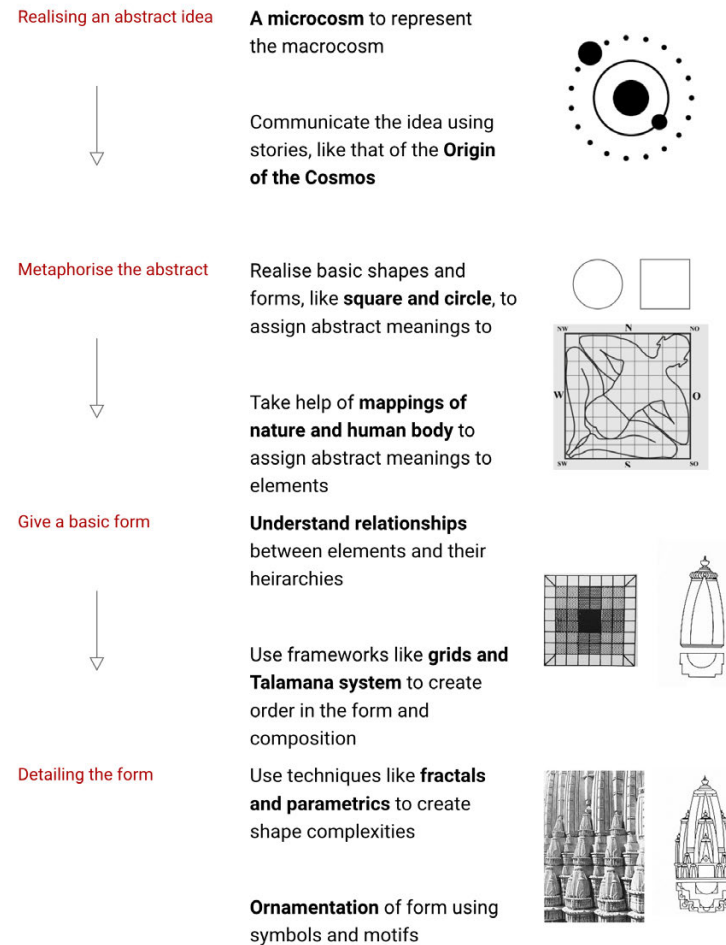 Realising an abstract idea
A microcosm to represent
the macrocosm
Communicate the idea using
stories, like that of the Origin
of the Cosmos
Metaphorise the abstract
Realise basic shapes and
forms, like square and circle, to
assign abstract meanings to
NW N NO
W O
SW S SO
Take help of mappings of
nature and human body to
assign abstract meanings to
elements
Give a basic form
Understand relationships
between elements and their
heirarchies
Use frameworks like grids and
Talamana system to create
order in the form and
composition
Detailing the form
Use techniques like fractals
and parametrics to create
shape complexities
Ornamentation of form using
symbols and motifs